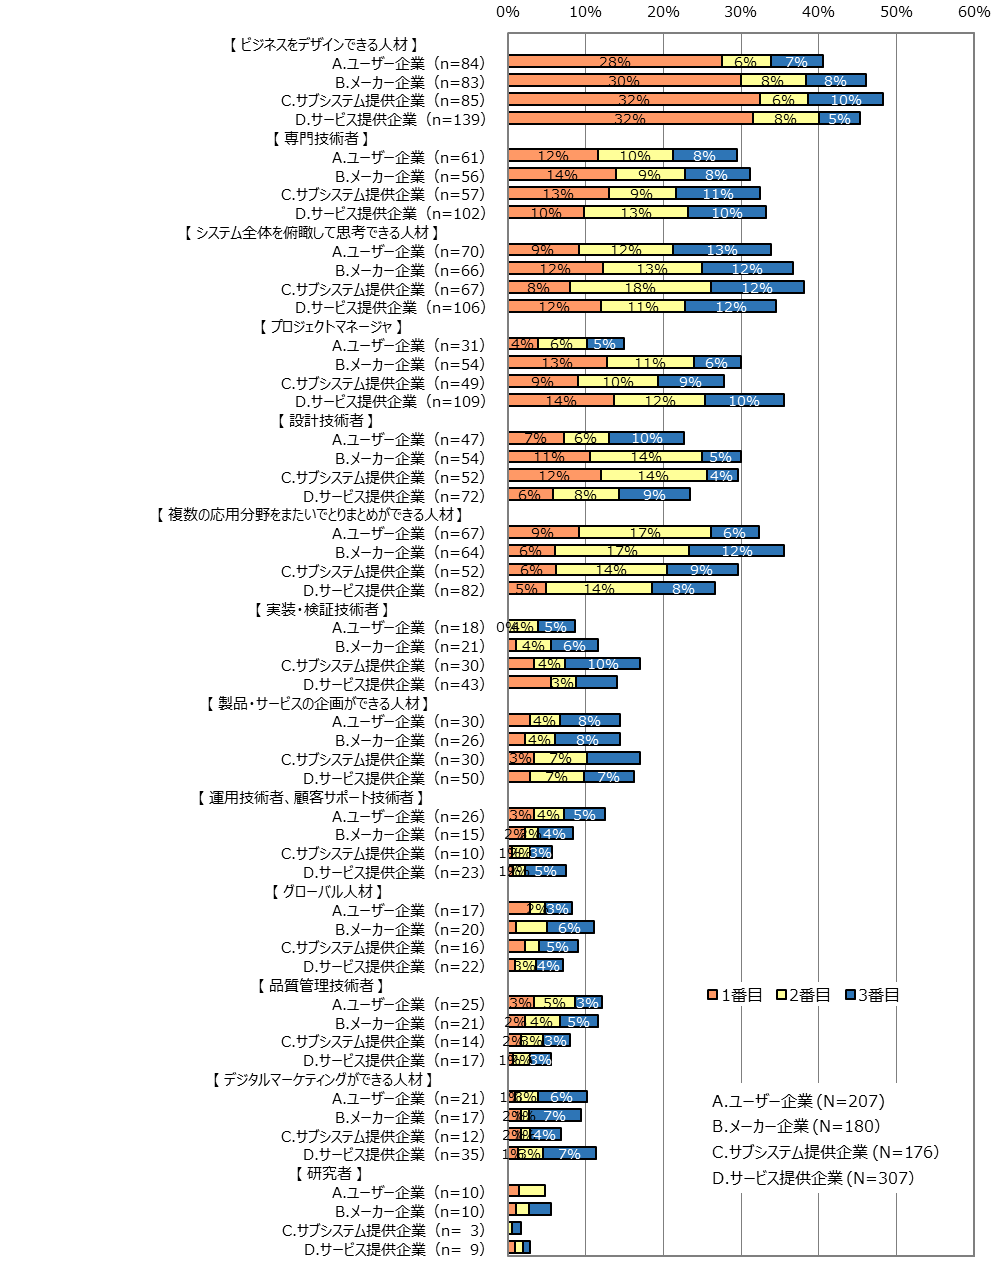 0% 10% 20% 30% 40% 50% 60%
【 ビジネスをデザインできる人材 】
A.ユーザー企業（n=84） 28% 6% 7%
B.メーカー企業（n=83） 30% 8% 8%
C.サブシステム提供企業（n=85） 32% 6% 10%
D.サービス提供企業（n=139） 32% 8% 5%
【 専門技術者 】
A.ユーザー企業（n=61） 12% 10% 8%
B.メーカー企業（n=56） 14% 9% 8%
C.サブシステム提供企業（n=57） 13% 9% 11%
D.サービス提供企業（n=102） 10% 13% 10%
【 システム全体を俯瞰して思考できる人材 】
A.ユーザー企業（n=70） 9% 12% 13%
B.メーカー企業（n=66） 12% 13% 12%
C.サブシステム提供企業（n=67） 8% 18% 12%
D.サービス提供企業（n=106） 12% 11% 12%
【 プロジェクトマネージャ 】
A.ユーザー企業（n=31） 4% 6% 5%
B.メーカー企業（n=54） 13% 11% 6%
C.サブシステム提供企業（n=49） 9% 10% 9%
D.サービス提供企業（n=109） 14% 12% 10%
【 設計技術者 】
A.ユーザー企業（n=47） 7% 6% 10%
B.メーカー企業（n=54） 11% 14% 5%
C.サブシステム提供企業（n=52） 12% 14% 4%
D.サービス提供企業（n=72） 6% 8% 9%
【 複数の応用分野をまたいでとりまとめができる人材 】
A.ユーザー企業（n=67） 9% 17% 6%
B.メーカー企業（n=64） 6% 17% 12%
C.サブシステム提供企業（n=52） 6% 14% 9%
D.サービス提供企業（n=82） 5% 14% 8%
【 実装・検証技術者 】
A.ユーザー企業（n=18） 0% 4% 5%
B.メーカー企業（n=21） 4% 6%
C.サブシステム提供企業（n=30） 4% 10%
D.サービス提供企業（n=43） 3%
【 製品・サービスの企画ができる人材 】
A.ユーザー企業（n=30） 4% 8%
B.メーカー企業（n=26） 4% 8%
C.サブシステム提供企業（n=30） 3% 7%
D.サービス提供企業（n=50） 7% 7%
【 運用技術者、顧客サポート技術者 】
A.ユーザー企業（n=26） 3% 4% 5%
B.メーカー企業（n=15） 2% 4%
C.サブシステム提供企業（n=10） 3%
D.サービス提供企業（n=23） 5%
【 グローバル人材 】
A.ユーザー企業（n=17） 2% 3%
B.メーカー企業（n=20） 6%
C.サブシステム提供企業（n=16） 5%
D.サービス提供企業（n=22） 3% 4%
【 品質管理技術者 】
A.ユーザー企業（n=25） 3% 5% 3%
B.メーカー企業（n=21） 2% 4% 5%
C.サブシステム提供企業（n=14） 2% 3% 3%
D.サービス提供企業（n=17） 3%
【 デジタルマーケティングができる人材 】
A.ユーザー企業（n=21） 1% 3% 6%
B.メーカー企業（n=17） 2% 7%
C.サブシステム提供企業（n=12） 2% 4%
D.サービス提供企業（n=35） 1% 3% 7%
【 研究者 】
A.ユーザー企業（n=10）
B.メーカー企業（n=10）
C.サブシステム提供企業（n= 3）
D.サービス提供企業（n= 9）
1番目 2番目 3番目
A.ユーザー企業 (N=207)
B.メーカー企業 (N=180）
C.サブシステム提供企業 (N=176）
D.サービス提供企業 (N=307）